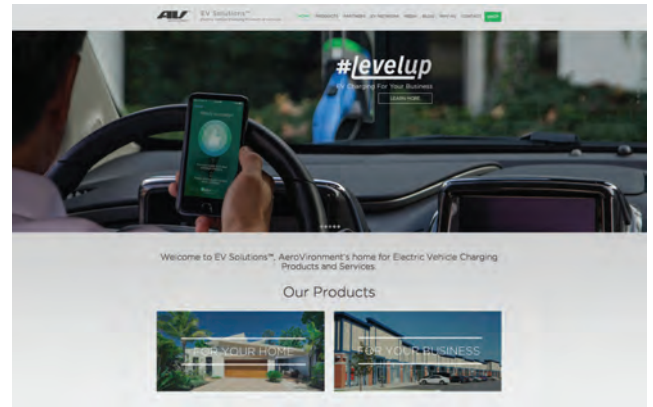 AV
EV Solutions™
HOME PRODUCTS PARTNERS EV NETWORK MEDIA BLOG CONTACT SHOP
#levelup
EV Charging For Your Business
LEARN MORE
Welcome to EV Solutions™, AeroVironment's home for Electric Vehicle Charging
Products and Services
Our Products
FOR YOUR HOME
FOR YOUR BUSINESS